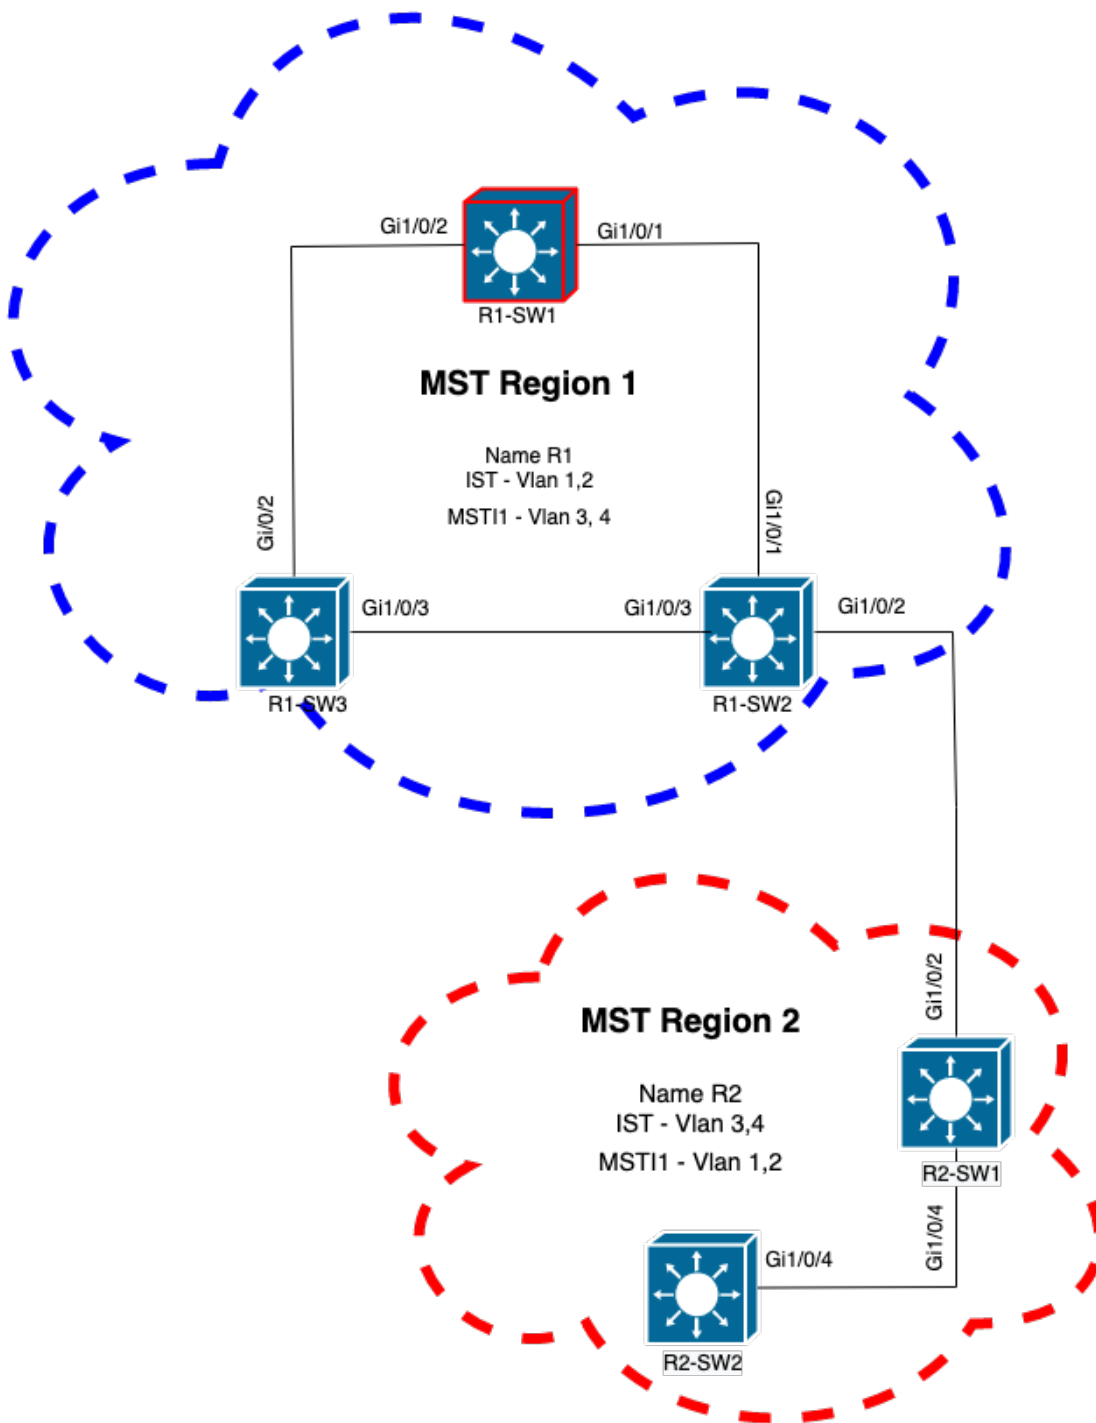 Gi1/0/2
Gi1/0/1
R1-SW1
MST Region 1
Name R1
IST - Vlan 1,2
MSTI1 - Vlan 3, 4
Gi/0/2
Gi1/0/1
Gi1/0/3
Gi1/0/3
Gi1/0/2
R1-SW3
R1-SW2
Gi1/0/2
MST Region 2
Name R2
IST - Vlan 3,4
MSTI1 - Vlan 1,2
R2-SW1
Gi1/0/4
Gi1/0/4
R2-SW2